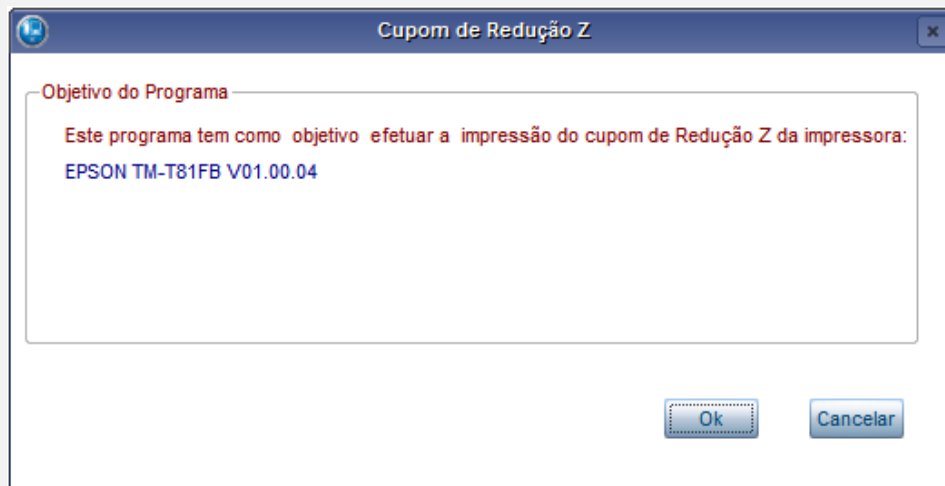 Cupom de Redução Z
Objetivo do Programa
Este programa tem como objetivo efetuar a impressão do cupom de Redução Z da impressora:
EPSON TM-T81FB V01.00.04
Ok
Cancelar